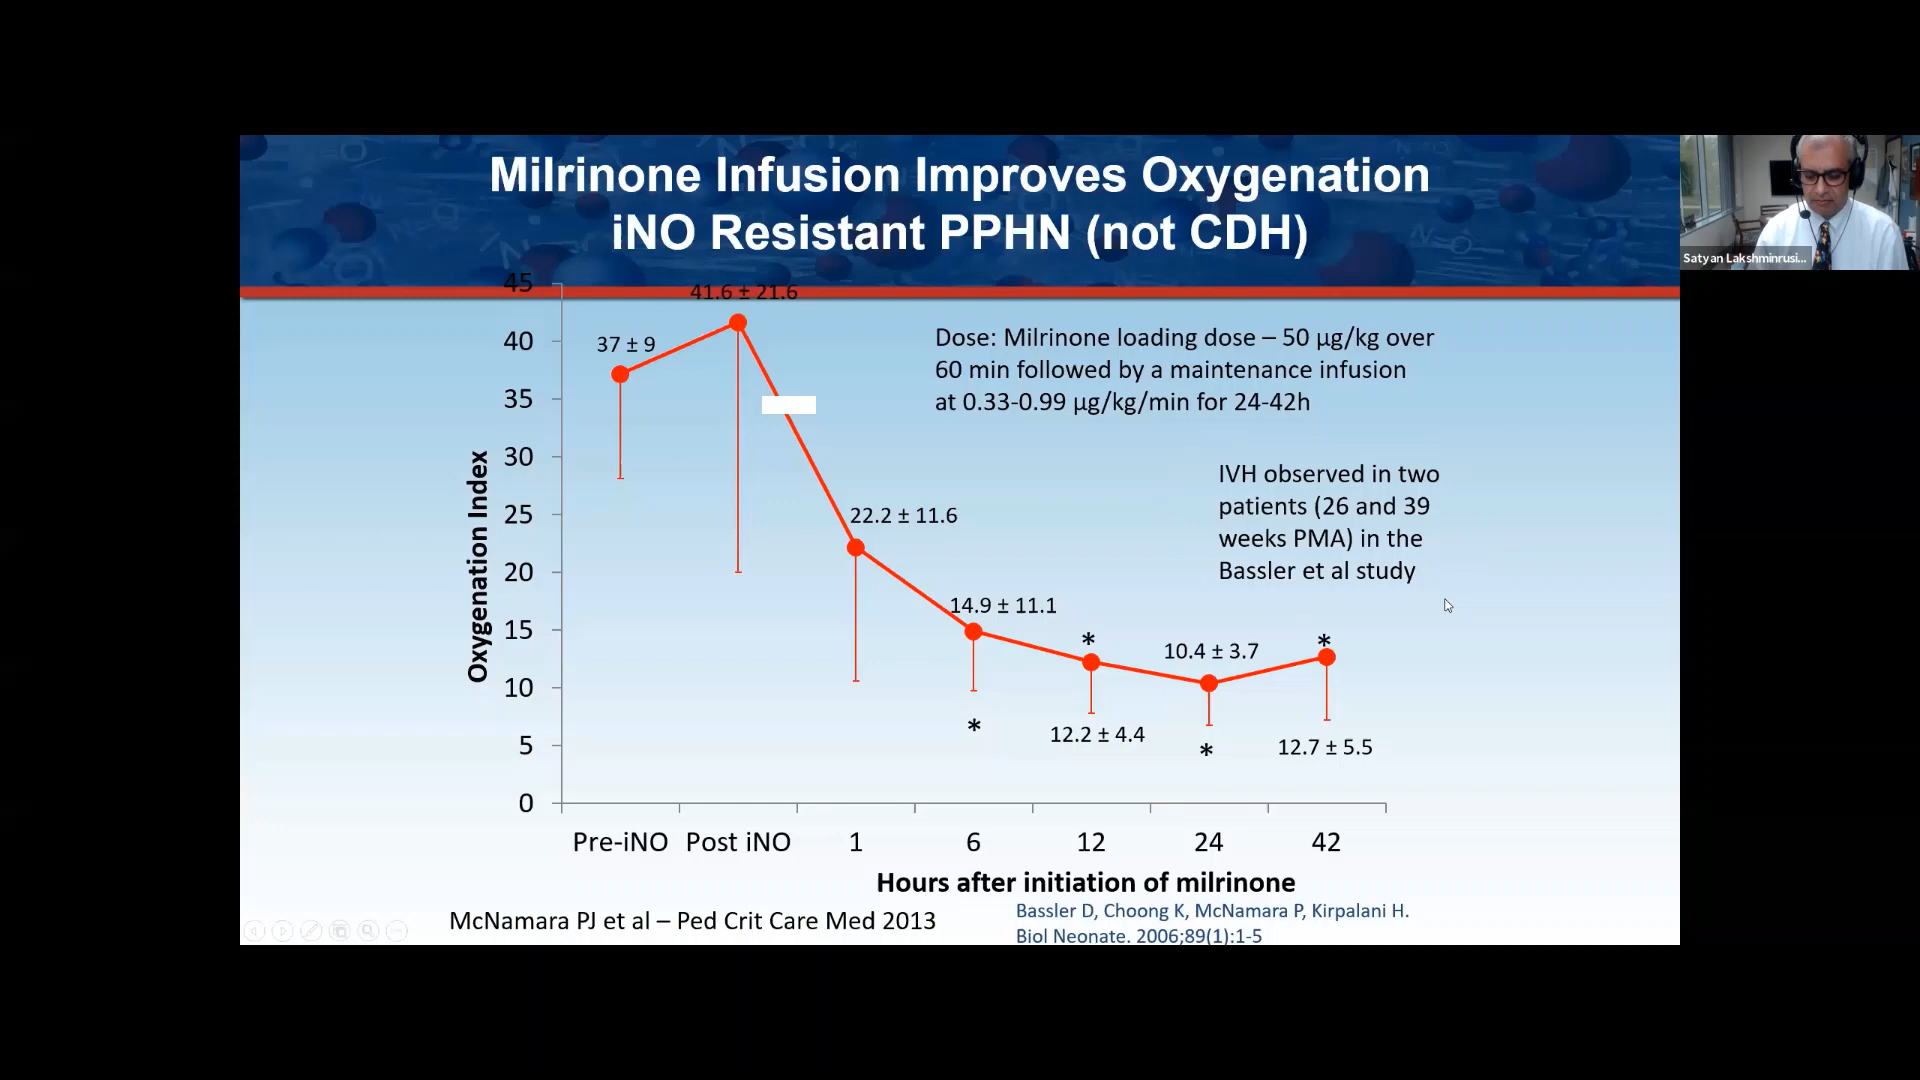 Milrinone Infusion Improves Oxygenation
iNO Resistant PPHN (not CDH)
Satyan Lakshminrusi...
45
40
35
30
25
20
15
10
5
0
Oxygenation Index
37 ± 9
41.6 ± 21.6
22.2 ± 11.6
14.9 ± 11.1
*
*
12.2 ± 4.4
10.4 ± 3.7
*
*
12.7 ± 5.5
Dose: Milrinone loading dose – 50 µg/kg over
60 min followed by a maintenance infusion
at 0.33-0.99 µg/kg/min for 24-42h
IVH observed in two
patients (26 and 39
weeks PMA) in the
Bassler et al study
Pre-iNO Post iNO 1 6 12 24 42
Hours after initiation of milrinone
McNamara PJ et al – Ped Crit Care Med 2013
Bassler D, Choong K, McNamara P, Kirpalani H.
Biol Neonate. 2006;89(1):1-5